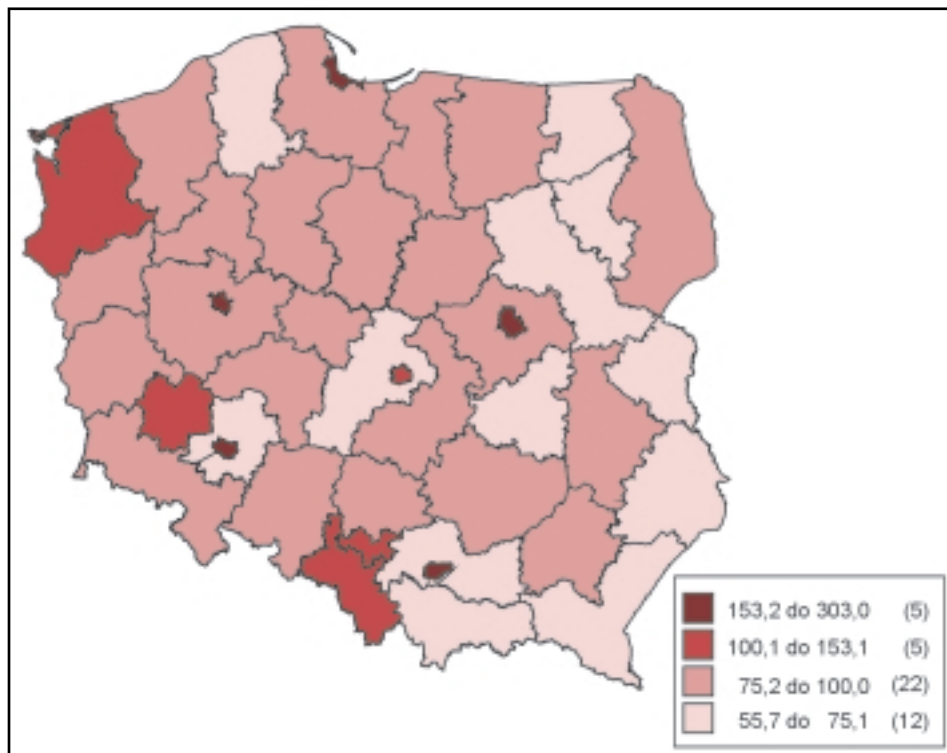 153,2 do 303,0 (5)
100,1 do 153,1 (5)
75,2 do 100,0 (22)
55,7 do 75,1 (12)